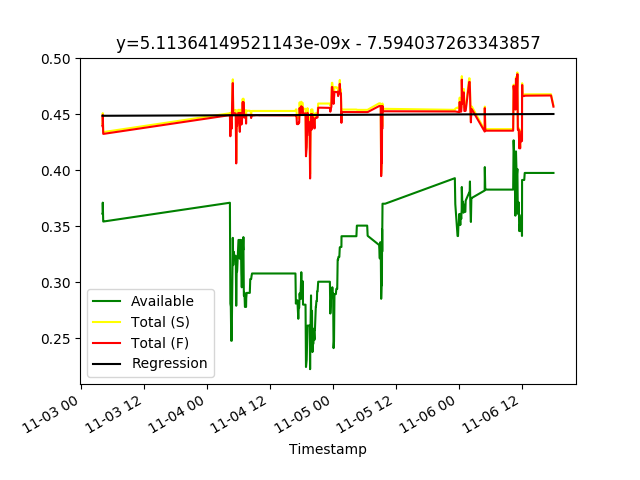 y=5.11364149521143e-09x - 7.594037263343857
0.50
0.45
0.40
0.35
0.30
0.25
Available
Total (S)
Total (F)
Regression
11-03 00
11-03 12
11-04 00
11-04 12
11-05 00
11-05 12
11-06 00
11-06 12
Timestamp